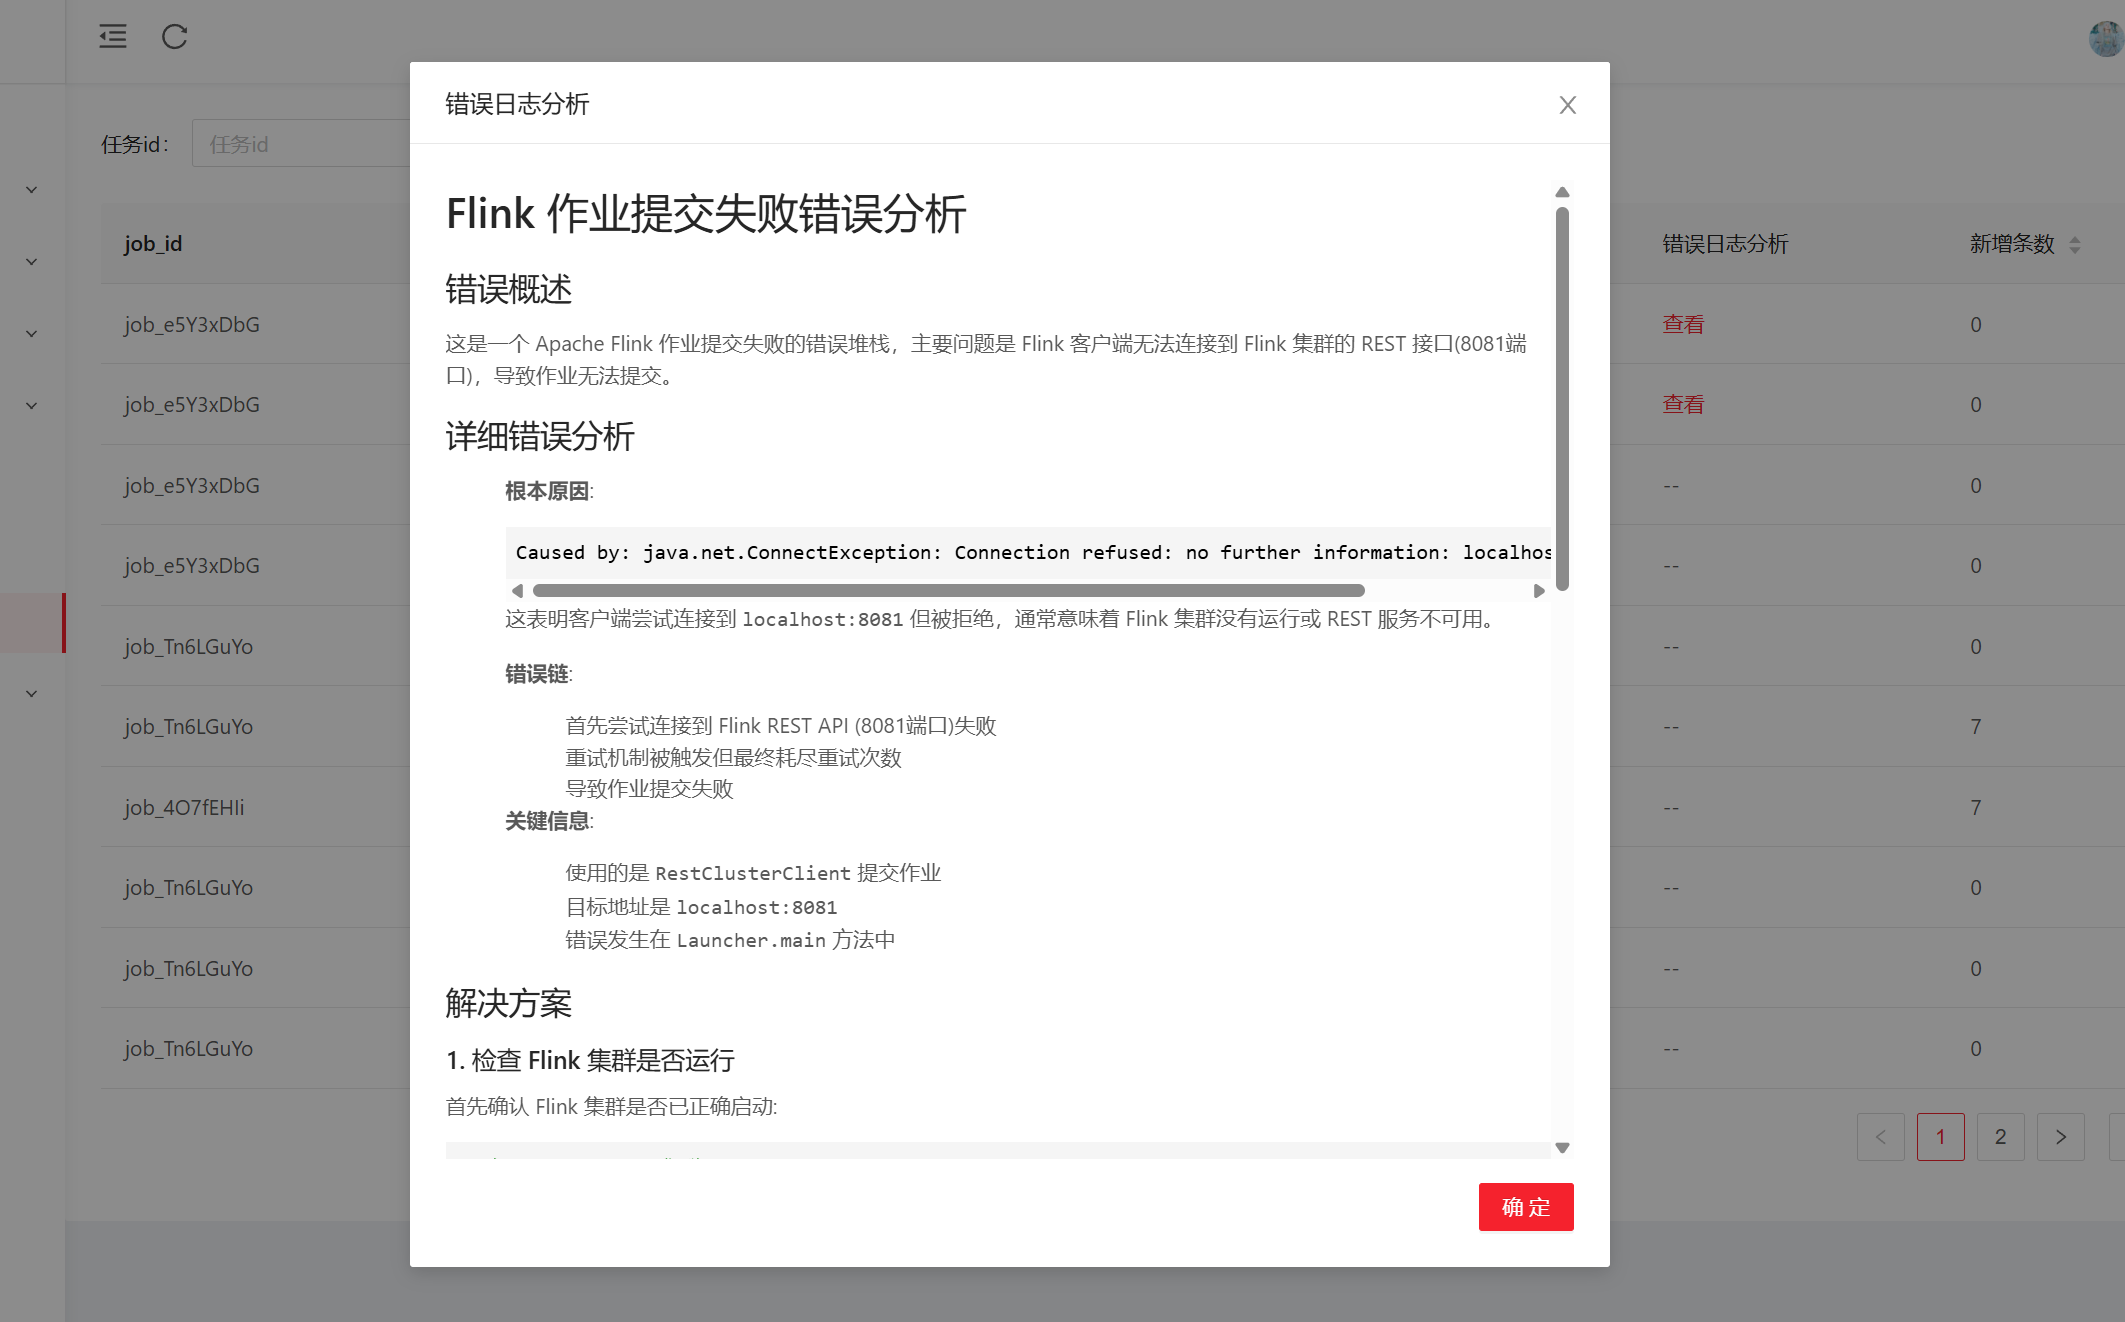 错误日志分析
任务id：
任务id
job_id
错误日志分析
新增条数
job_e5Y3xDbG
查看
0
job_e5Y3xDbG
查看
0
job_e5Y3xDbG
--
0
job_e5Y3xDbG
--
0
job_Tn6LGuYo
--
0
job_Tn6LGuYo
--
7
job_4O7fEHIi
--
7
job_Tn6LGuYo
--
0
job_Tn6LGuYo
--
0
job_Tn6LGuYo
--
0
1
2
Flink 作业提交失败错误分析
错误概述
这是一个 Apache Flink 作业提交失败的错误堆栈，主要问题是 Flink 客户端无法连接到 Flink 集群的 REST 接口(8081端
口)，导致作业无法提交。
详细错误分析
根本原因:
Caused by: java.net.ConnectException: Connection refused: no further information: localhos
这表明客户端尝试连接到 localhost:8081 但被拒绝，通常意味着 Flink 集群没有运行或 REST 服务不可用。
错误链:
首先尝试连接到 Flink REST API (8081端口)失败
重试机制被触发但最终耗尽重试次数
导致作业提交失败
关键信息:
使用的是 RestClusterClient 提交作业
目标地址是 localhost:8081
错误发生在 Launcher.main 方法中
解决方案
1. 检查 Flink 集群是否运行
首先确认 Flink 集群是否已正确启动:
确 定